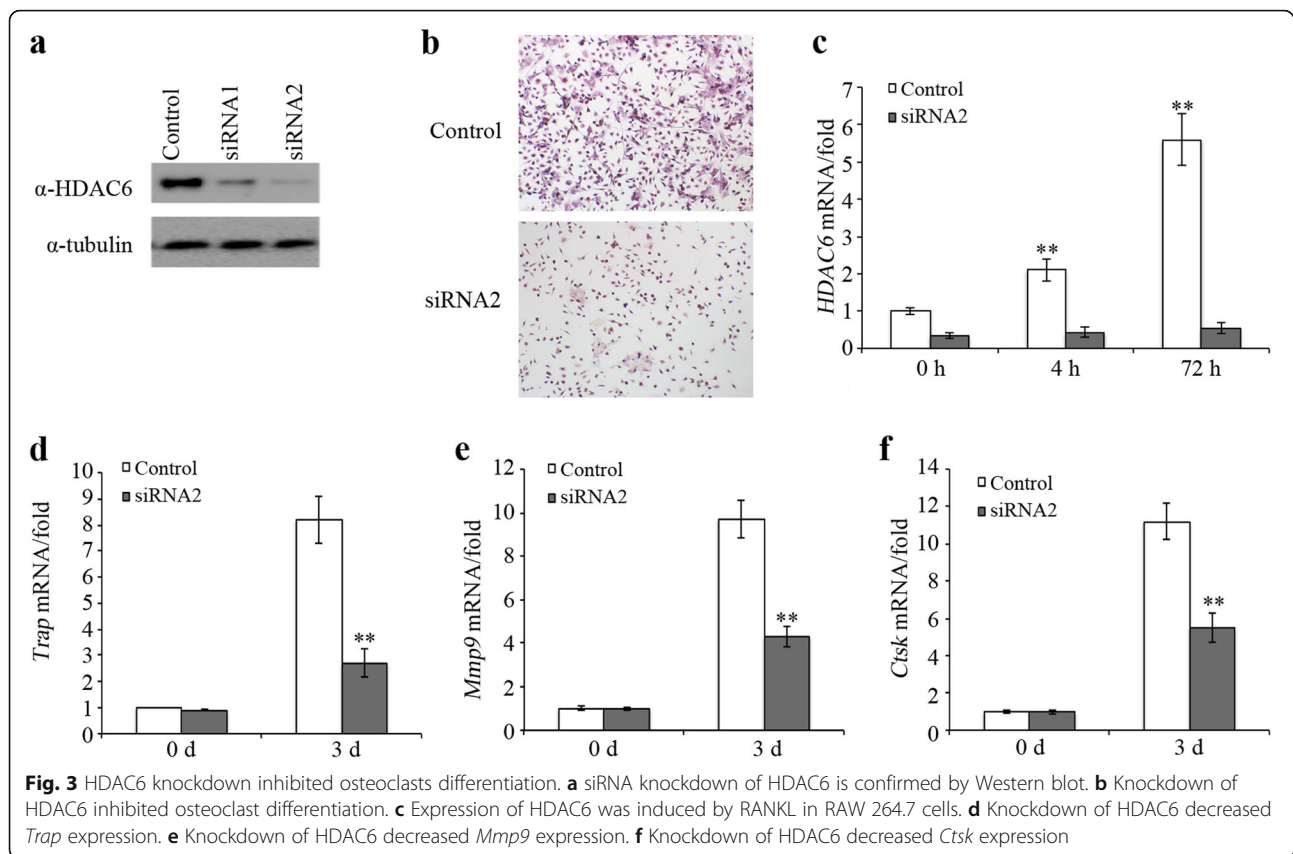 a
Control
siRNA1
siRNA2
α-HDAC6
α-tubulin
b
Control
siRNA2
c
HDAC6 mRNA/fold
7
6
5
4
3
2
1
0
Control
siRNA2
**
**
0 h 4 h 72 h
d
Trap mRNA/fold
10
9
8
7
6
5
4
3
2
1
0
Control
siRNA2
**
0 d 3 d
e
Mmp9 mRNA/fold
12
10
8
6
4
2
0
Control
siRNA2
**
0 d 3 d
f
Ctsk mRNA/fold
14
12
10
8
6
4
2
0
Control
siRNA2
**
0 d 3 d
Fig. 3 HDAC6 knockdown inhibited osteoclasts differentiation. a siRNA knockdown of HDAC6 is confirmed by Western blot. b Knockdown of
HDAC6 inhibited osteoclast differentiation. c Expression of HDAC6 was induced by RANKL in RAW 264.7 cells. d Knockdown of HDAC6 decreased
Trap expression. e Knockdown of HDAC6 decreased Mmp9 expression. f Knockdown of HDAC6 decreased Ctsk expression